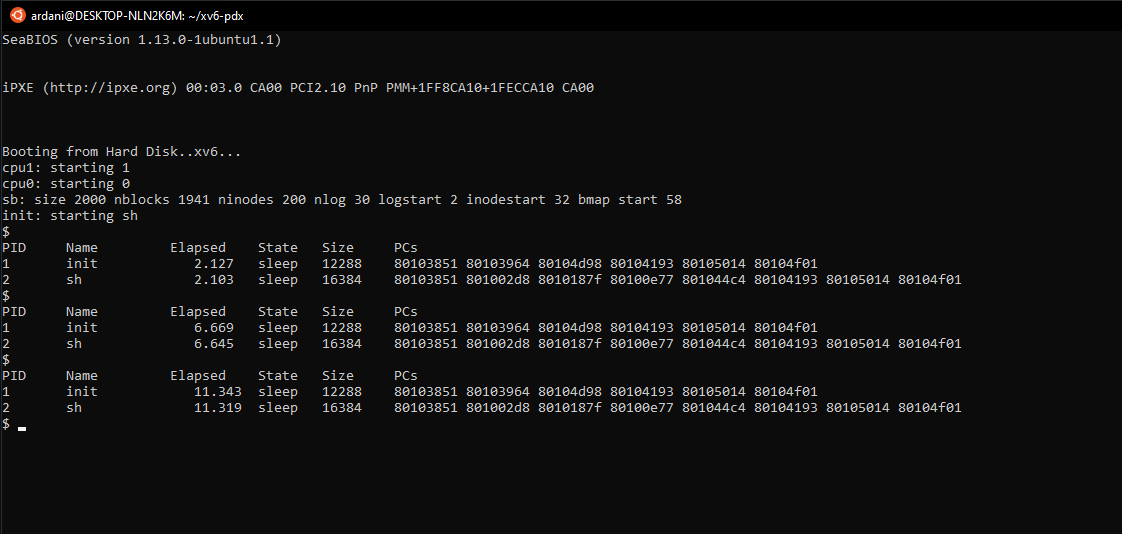 ardani@DESKTOP-NLN2K6M: ~/xv6-pdx
SeaBIOS (version 1.13.0-1ubuntu1.1)
iPXE (http://ipxe.org) 00:03.0 CA00 PCI2.10 PnP PMM+1FF8CA10+1FECCA10 CA00
Booting from Hard Disk..xv6...
cpu1: starting 1
cpu0: starting 0
sb: size 2000 nblocks 1941 ninodes 200 nlog 30 logstart 2 inodestart 32 bmap start 58
init: starting sh
$
PID     Name         Elapsed    State   Size     PCs
1       init            2.127   sleep   12288    80103851 80103964 80104d98 80104193 80105014 80104f01
2       sh              2.103   sleep   16384    80103851 801002d8 8010187f 80100e77 801044c4 80104193 80105014 80104f01
$
PID     Name         Elapsed    State   Size     PCs
1       init            6.669   sleep   12288    80103851 80103964 80104d98 80104193 80105014 80104f01
2       sh              6.645   sleep   16384    80103851 801002d8 8010187f 80100e77 801044c4 80104193 80105014 80104f01
$
PID     Name         Elapsed    State   Size     PCs
1       init            11.343  sleep   12288    80103851 80103964 80104d98 80104193 80105014 80104f01
2       sh              11.319  sleep   16384    80103851 801002d8 8010187f 80100e77 801044c4 80104193 80105014 80104f01
$